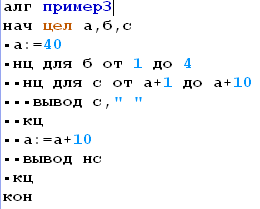 алг пример3
нач цел а,б,с
•а:=40
•нц для б от 1 до 4
••нц для с от а+1 до а+10
•••вывод с," "
••кц
••а:=а+10
••вывод нс
•кц
кон